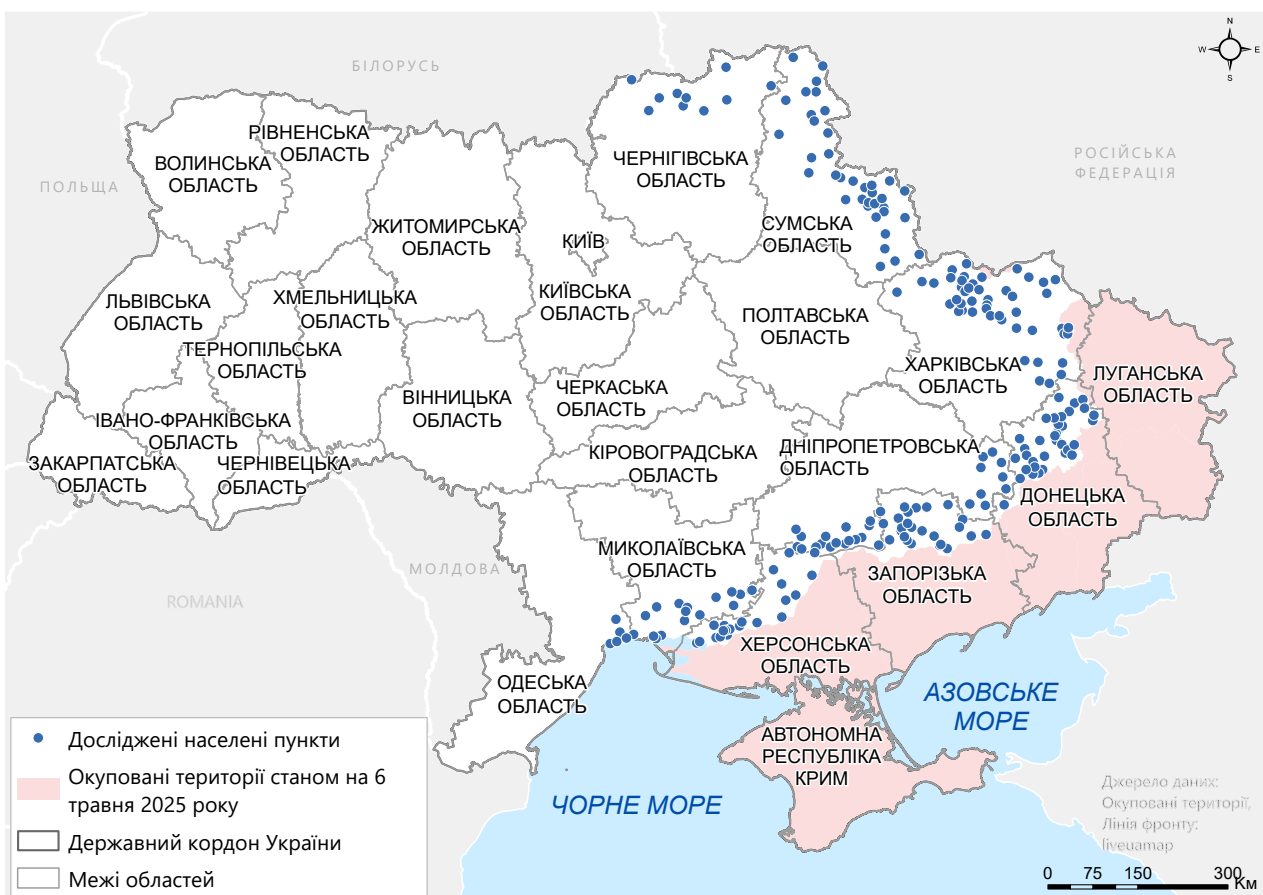 N
W E
S
БІЛОРУСЬ
ПОЛЬЩА
РОСІЙСЬКА
ФЕДЕРАЦІЯ
ВОЛИНСЬКА
ОБЛАСТЬ
РІВНЕНСЬКА
ОБЛАСТЬ
ЖИТОМИРСЬКА
ОБЛАСТЬ
КИЇВ
КИЇВСЬКА
ОБЛАСТЬ
ЧЕРНІГІВСЬКА
ОБЛАСТЬ
СУМСЬКА
ОБЛАСТЬ
ЛЬВІВСЬКА
ОБЛАСТЬ
ХМЕЛЬНИЦЬКА
ОБЛАСТЬ
ТЕРНОПІЛЬСЬКА
ОБЛАСТЬ
ПОЛТАВСЬКА
ОБЛАСТЬ
ХАРКІВСЬКА
ОБЛАСТЬ
ЛУГАНСЬКА
ОБЛАСТЬ
ІВАНО-ФРАНКІВСЬКА
ОБЛАСТЬ
ВІННИЦЬКА
ОБЛАСТЬ
ЧЕРКАСЬКА
ОБЛАСТЬ
ЗАКАРПАТСЬКА
ОБЛАСТЬ
ЧЕРНІВЕЦЬКА
ОБЛАСТЬ
КІРОВОГРАДСЬКА
ОБЛАСТЬ
ДНІПРОПЕТРОВСЬКА
ОБЛАСТЬ
ДОНЕЦЬКА
ОБЛАСТЬ
МИКОЛАЇВСЬКА
ОБЛАСТЬ
ЗАПОРІЗЬКА
ОБЛАСТЬ
МОЛДОВА
ROMANIA
ХЕРСОНСЬКА
ОБЛАСТЬ
ОДЕСЬКА
ОБЛАСТЬ
АЗОВСЬКЕ
МОРЕ
АВТОНОМНА
РЕСПУБЛІКА
КРИМ
ЧОРНЕ МОРЕ
Досліджені населені пункти
Окуповані території станом на 6
травня 2025 року
Державний кордон України
Межі областей
Джерело даних:
Окуповані території,
Лінія фронту:
liveuamap
0 75 150 300
Км